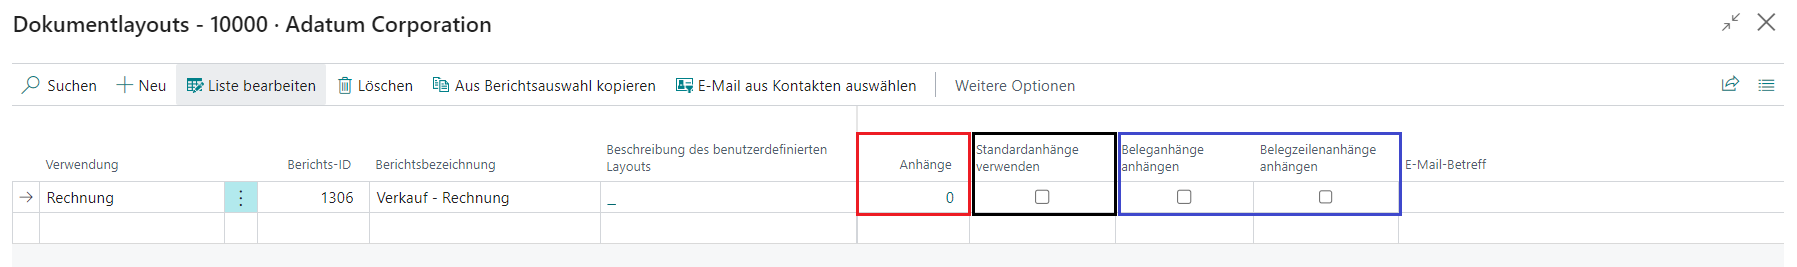 Dokumentlayouts - 10000 · Adatum Corporation
Suchen Neu Liste bearbeiten Löschen Aus Berichtsauswahl kopieren E-Mail aus Kontakten auswählen Weitere Optionen
Verwendung Berichts-ID Berichtsbezeichnung Beschreibung des benutzerdefinierten Layouts Anhänge Standardanhänge verwenden Beleganhänge anhängen Belegzeilenanhänge anhängen E-Mail-Betreff
Rechnung 1306 Verkauf - Rechnung _ 0